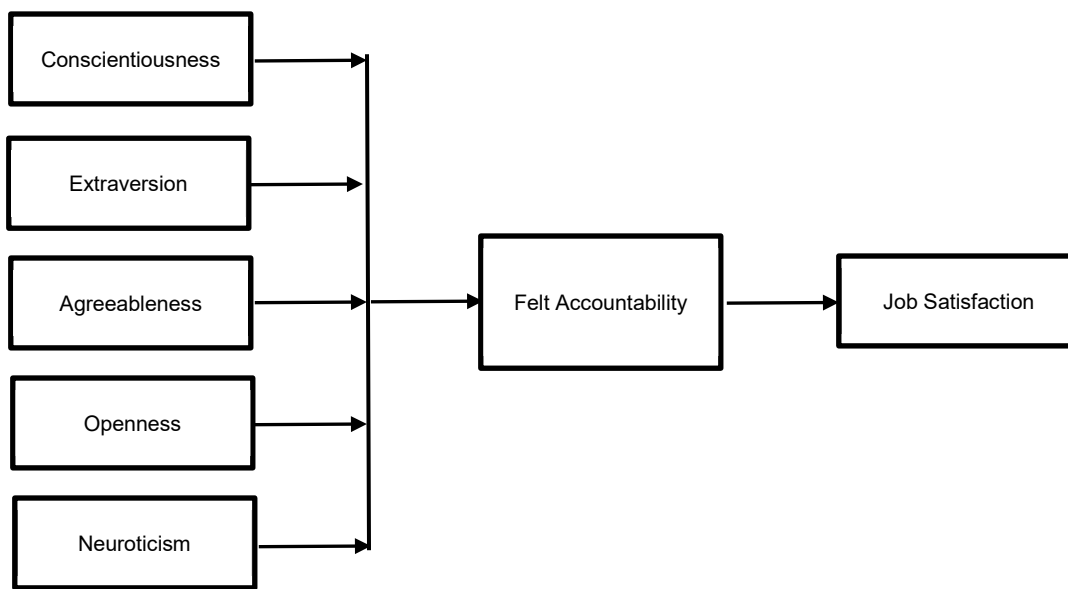 Conscientiousness
Extraversion
Agreeableness
Openness
Neuroticism
Felt Accountability
Job Satisfaction